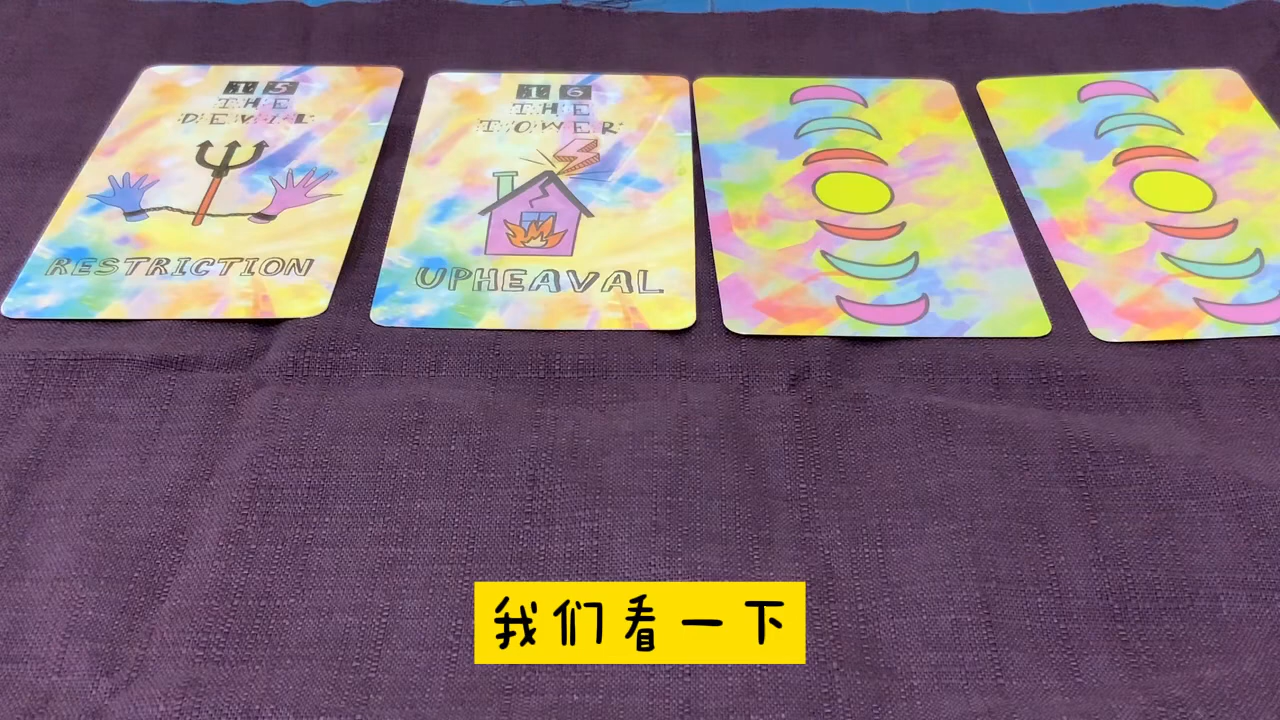 15
THE
DEVIL
RESTRICTION
16
THE
TOWER
UPHEAVAL
我们看一下